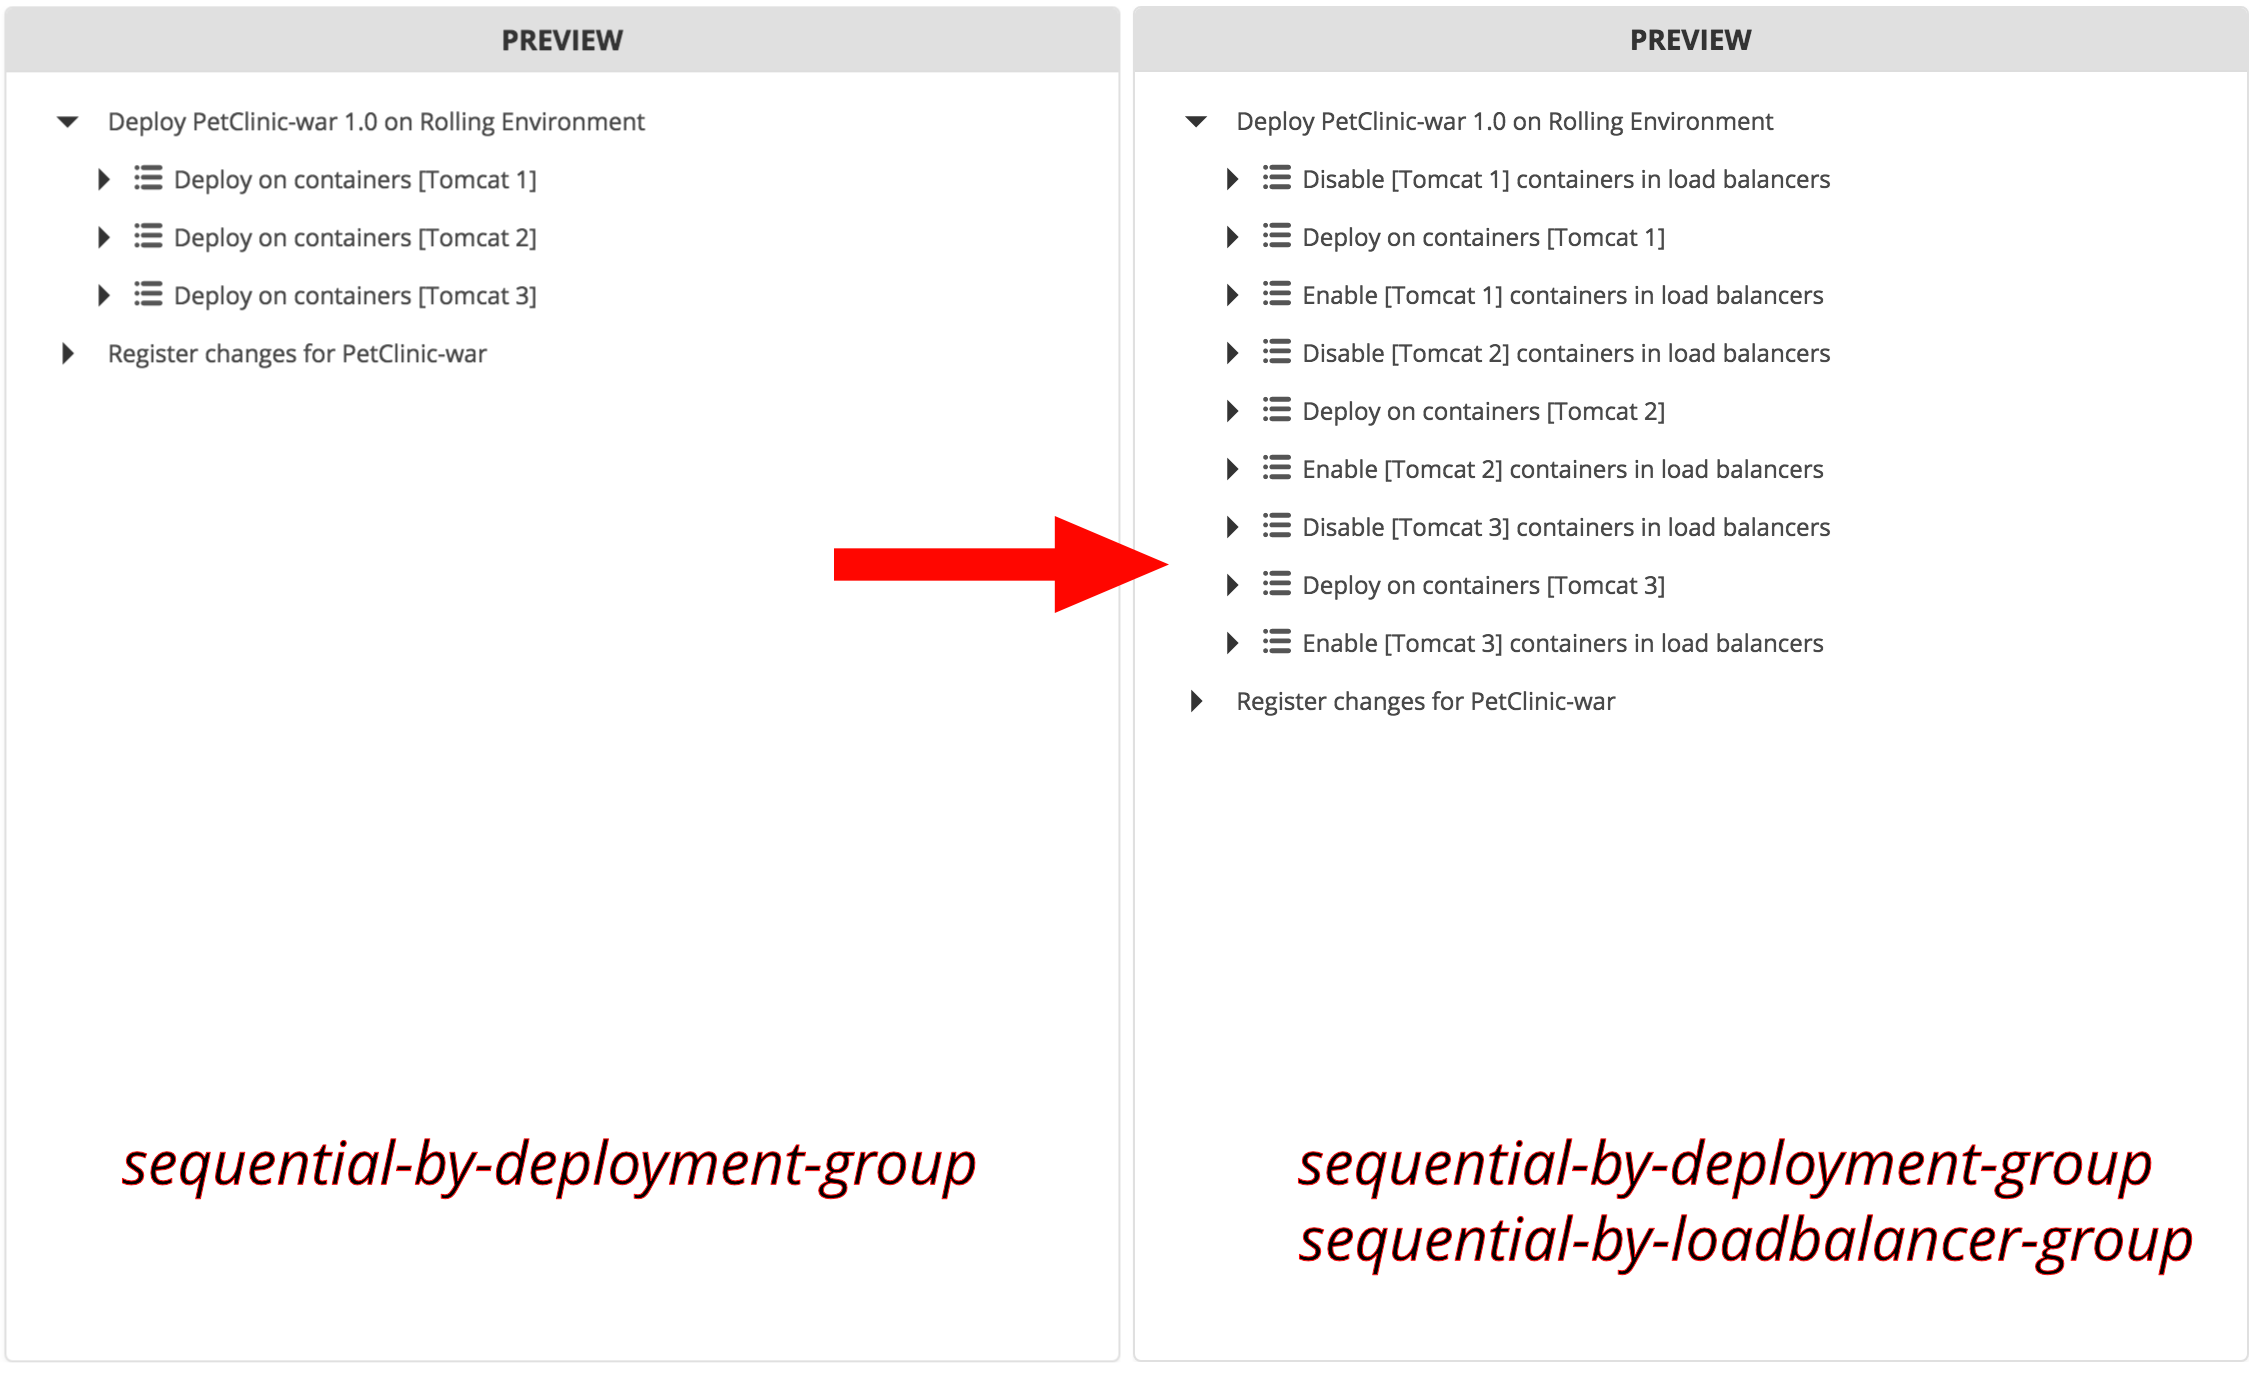 PREVIEW
Deploy PetClinic-war 1.0 on Rolling Environment
Deploy on containers [Tomcat 1]
Deploy on containers [Tomcat 2]
Deploy on containers [Tomcat 3]
Register changes for PetClinic-war
sequential-by-deployment-group
PREVIEW
Deploy PetClinic-war 1.0 on Rolling Environment
Disable [Tomcat 1] containers in load balancers
Deploy on containers [Tomcat 1]
Enable [Tomcat 1] containers in load balancers
Disable [Tomcat 2] containers in load balancers
Deploy on containers [Tomcat 2]
Enable [Tomcat 2] containers in load balancers
Disable [Tomcat 3] containers in load balancers
Deploy on containers [Tomcat 3]
Enable [Tomcat 3] containers in load balancers
Register changes for PetClinic-war
sequential-by-deployment-group
sequential-by-loadbalancer-group